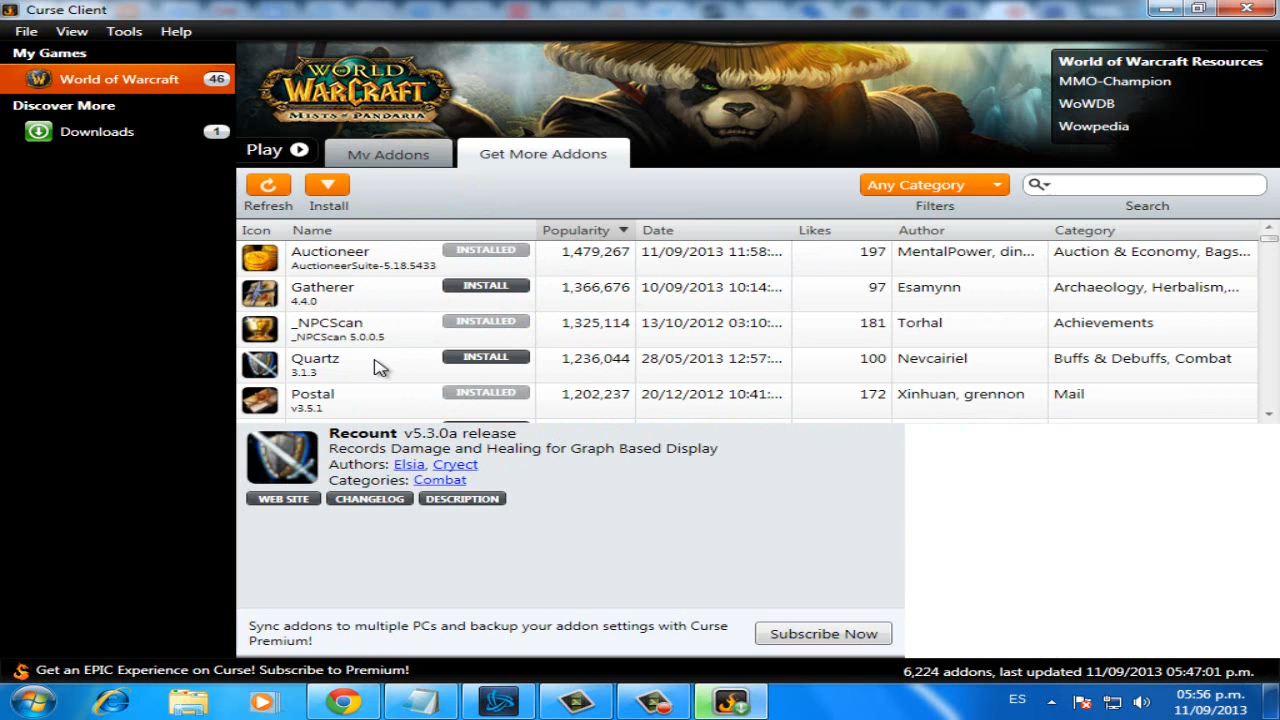 Curse Client
File View Tools Help
My Games
World of Warcraft 46
Discover More
Downloads 1
WORLD
OF
WARCRAFT
MISTS OF PANDARIA
World of Warcraft Resources
MMO-Champion
WoWDB
Wowpedia
Play My Addons Get More Addons
Any Category
Refresh Install Filters Search
Icon Name Popularity Date Likes Author Category
Auctioneer INSTALLED 1,479,267 11/09/2013 11:58:... 197 MentalPower, din... Auction & Economy, Bags...
AuctioneerSuite-5.18.5433
Gatherer INSTALL 1,366,676 10/09/2013 10:14:... 97 Esamynn Archaeology, Herbalism,...
4.4.0
_NPCScan INSTALLED 1,325,114 13/10/2012 03:10:... 181 Torhal Achievements
_NPCScan 5.0.0.5
Quartz INSTALL 1,236,044 28/05/2013 12:57:... 100 Nevcairiel Buffs & Debuffs, Combat
3.1.3
Postal INSTALLED 1,202,237 20/12/2012 10:41:... 172 Xinhuan, grennon Mail
v3.5.1
Recount v5.3.0a release
Records Damage and Healing for Graph Based Display
Authors: Elsia, Cryect
Categories: Combat
WEB SITE CHANGELOG DESCRIPTION
Sync addons to multiple PCs and backup your addon settings with Curse
Premium!
Subscribe Now
Get an EPIC Experience on Curse! Subscribe to Premium! 6,224 addons, last updated 11/09/2013 05:47:01 p.m.
ES 05:56 p.m.
11/09/2013